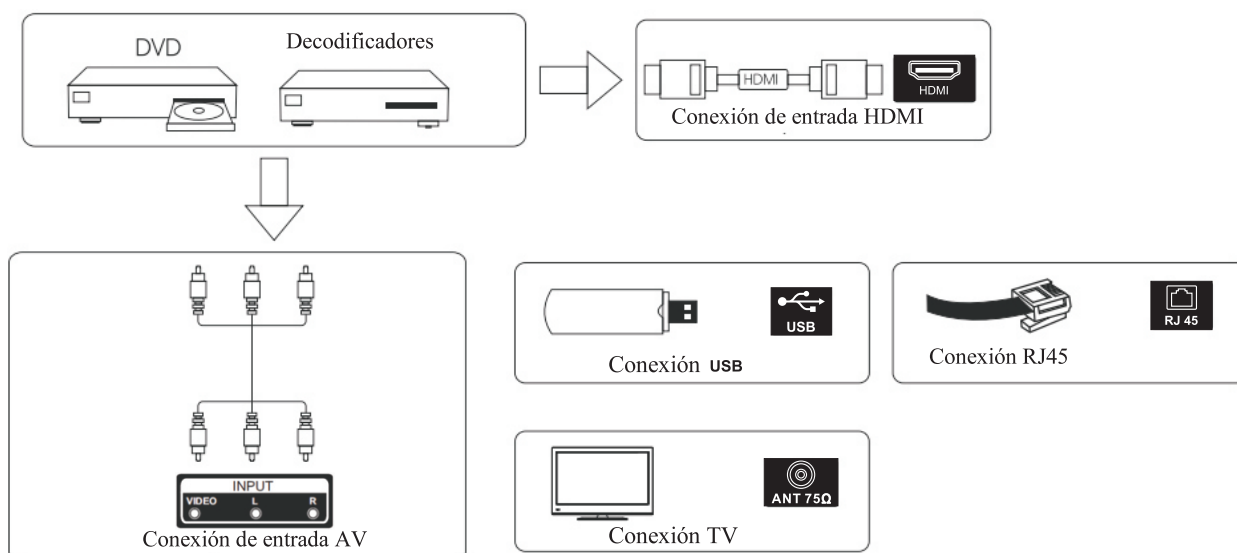 DVD
Decodificadores
HDMI
HDMI
Conexión de entrada HDMI
INPUT
VIDEO L R
Conexión de entrada AV
USB
Conexión USB
RJ 45
Conexión RJ45
ANT 75Ω
Conexión TV